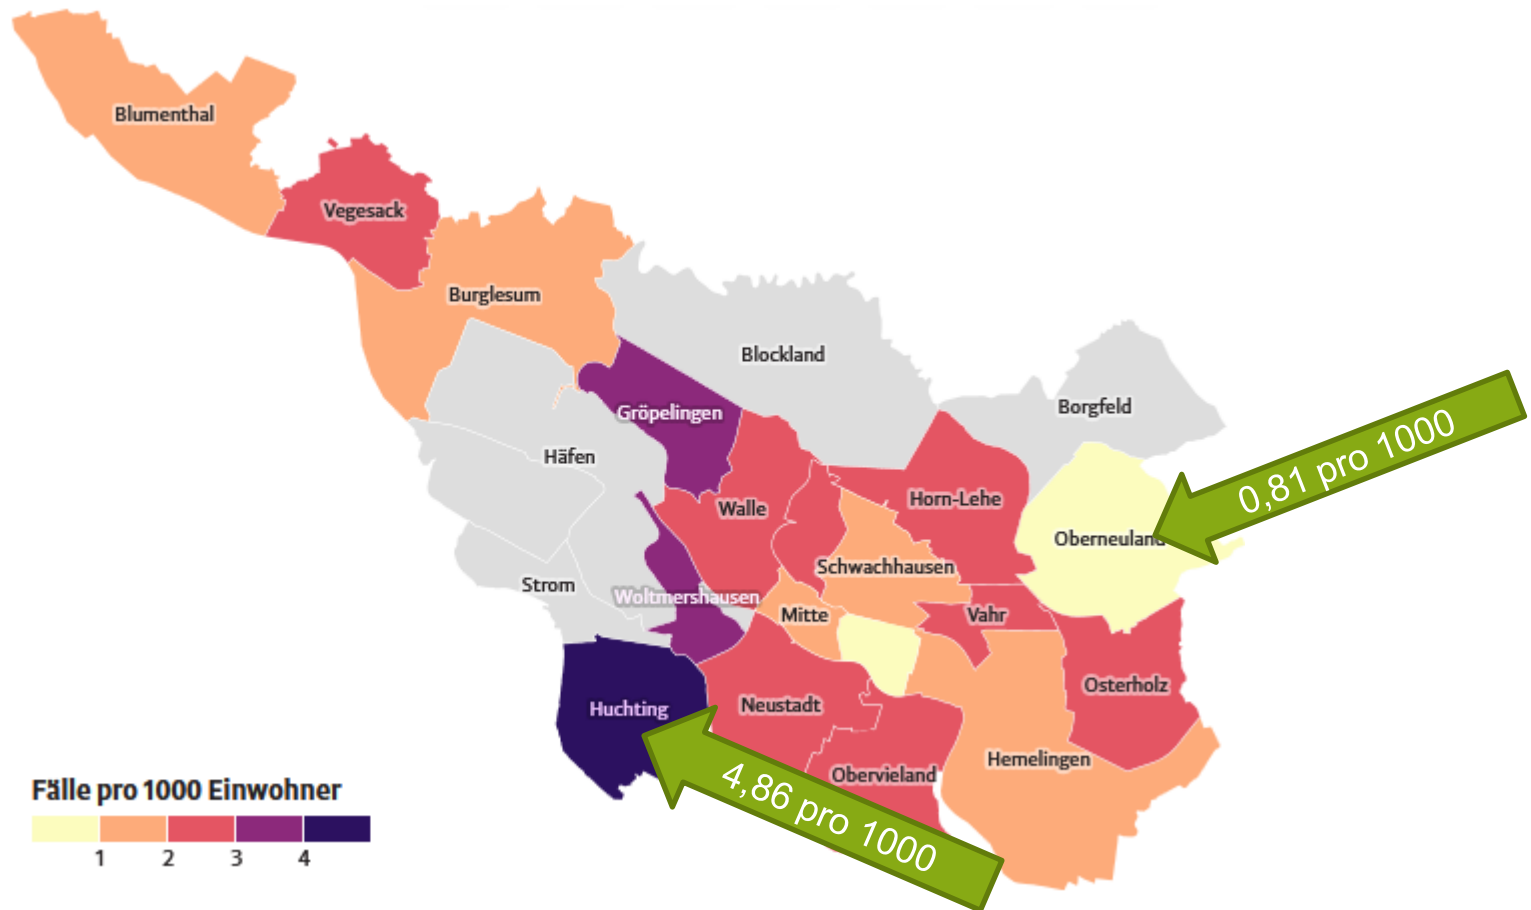 Blumenthal
Vegesack
Burglesum
Blockland
Borgfeld
Gröpelingen
0,81 pro 1000
Häfen
Walle
Horn-Lehe
Oberneuland
Schwachhausen
Strom
Woltmershausen
Mitte
Vahr
Osterholz
Huchting
Neustadt
Hemelingen
Obervieland
4,86 pro 1000
Fälle pro 1000 Einwohner
1 2 3 4